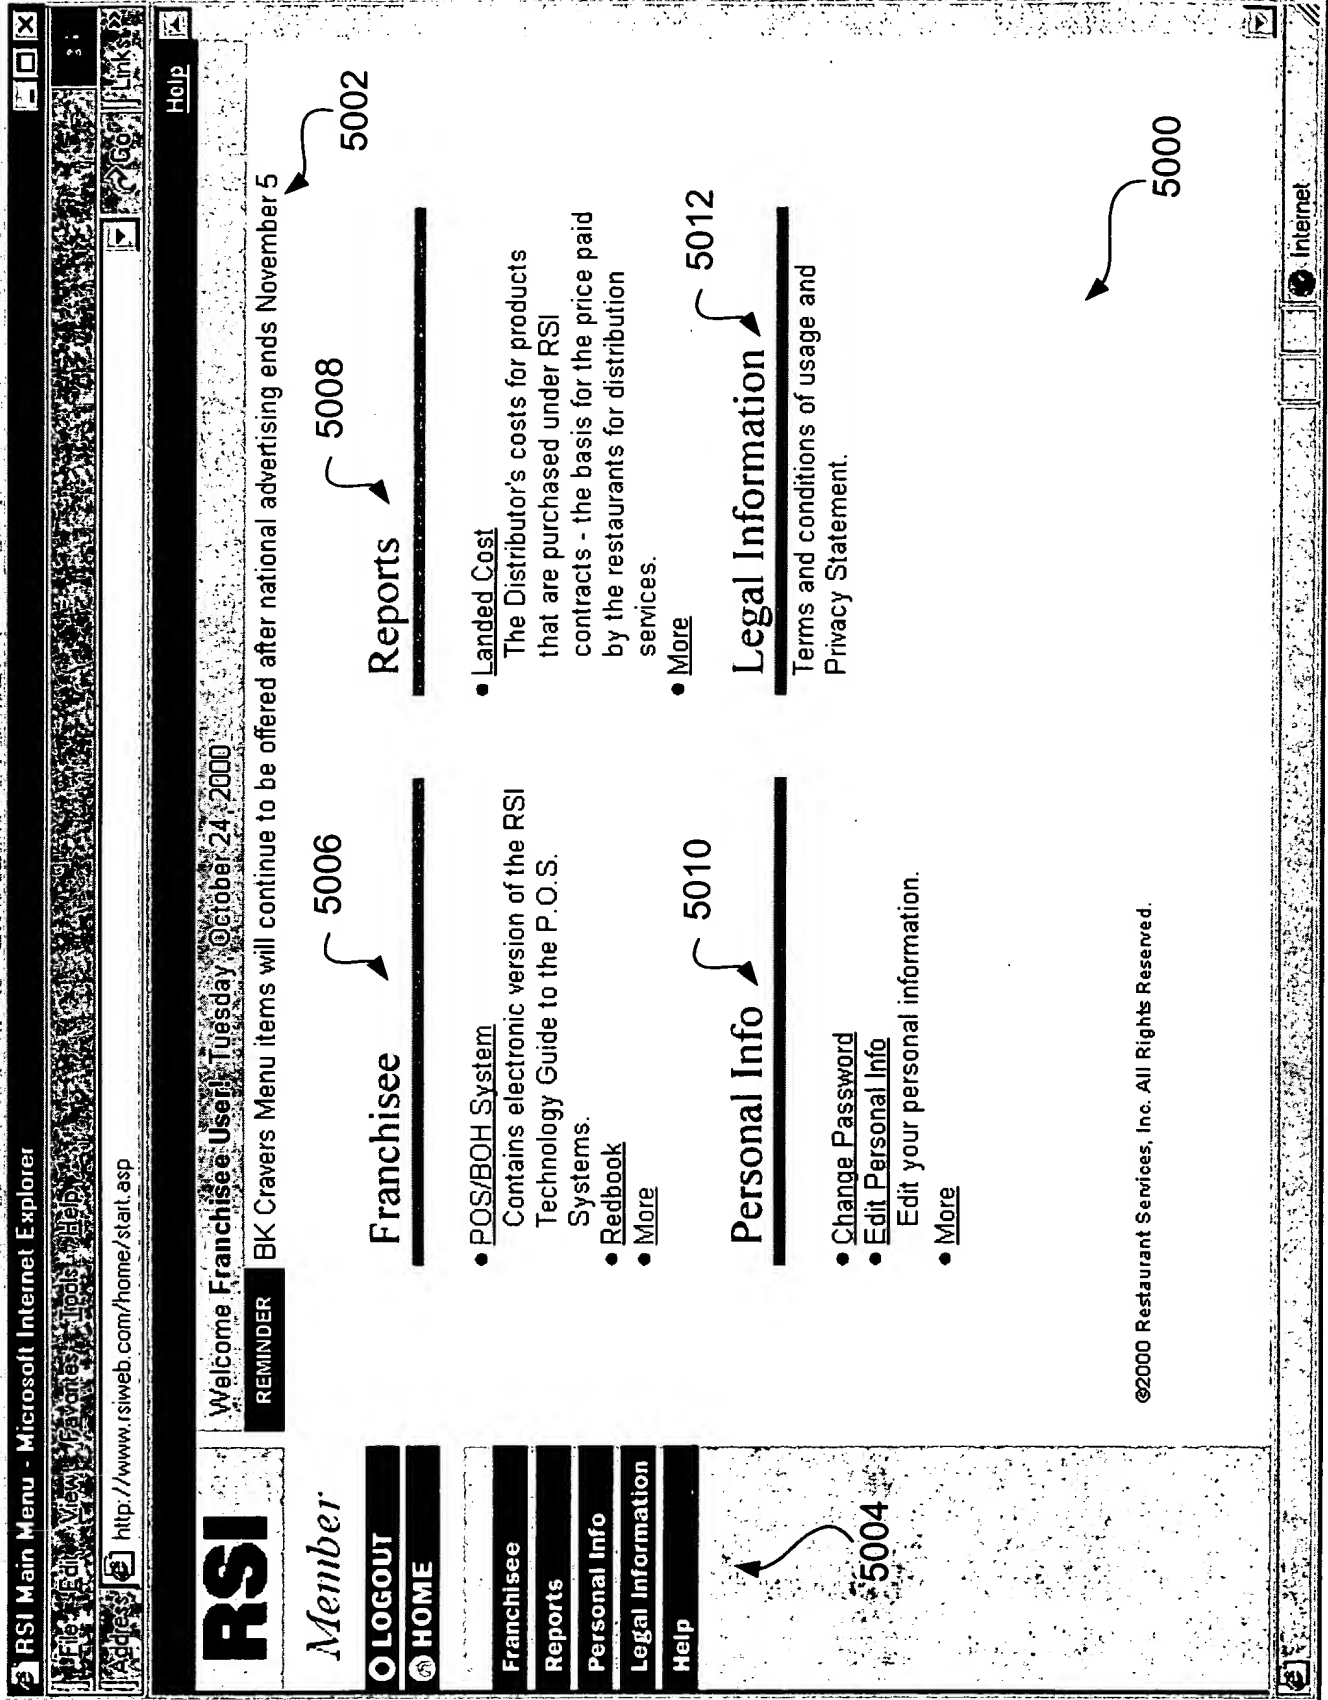 RSI Main Menu - Microsoft Internet Explorer
File Edit View Favorites Tools Help
Address http://www.rsiweb.com/home/start.asp Go Links
Help
RSI
Welcome Franchisee User! Tuesday, October 24, 2000
REMINDER BK Cravers Menu items will continue to be offered after national advertising ends November 5
5002
Member
LOGOUT
HOME
Franchisee
Reports
Personal Info
Legal Information
Help
5004
Franchisee
5006
• POS/BOH System
Contains electronic version of the RSI
Technology Guide to the P.O.S.
Systems.
• Redbook
• More
Reports
5008
• Landed Cost
The Distributor's costs for products
that are purchased under RSI
contracts - the basis for the price paid
by the restaurants for distribution
services.
• More
Personal Info
5010
• Change Password
• Edit Personal Info
Edit your personal information.
• More
Legal Information
5012
Terms and conditions of usage and
Privacy Statement.
5000
©2000 Restaurant Services, Inc. All Rights Reserved.
Internet